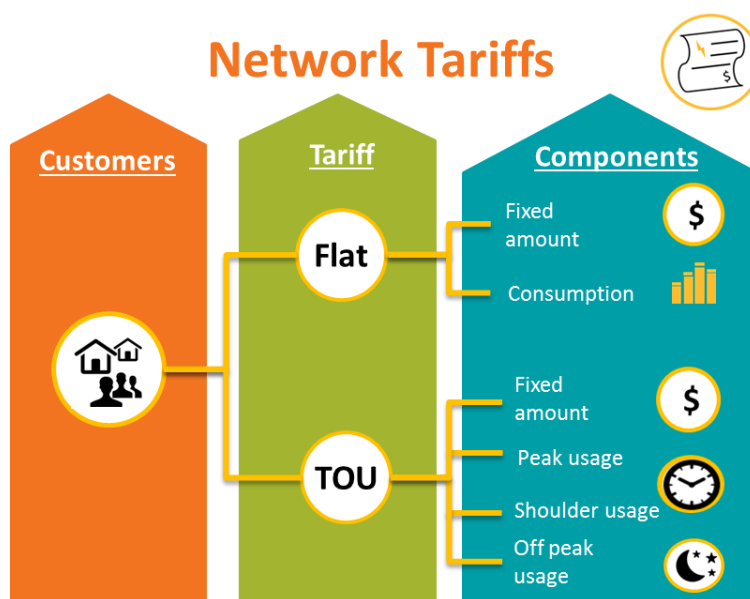 Network Tariffs
$
Customers
Tariff
Components
Flat
Fixed
amount
$
Consumption
TOU
Fixed
amount
$
Peak usage
Shoulder usage
Off peak
usage